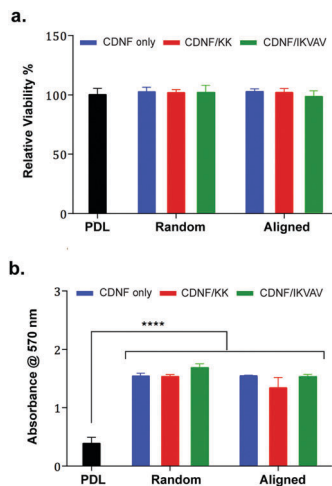 a.
CDNF only CDNF/KK CDNF/IKVAV
Relative Viability %
150
100
50
0
PDL Random Aligned
b.
CDNF only CDNF/KK CDNF/IKVAV
Absorbance @ 570 nm
3
2
1
0
****
PDL Random Aligned